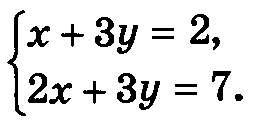 x + 3y = 2,
2x + 3y = 7.